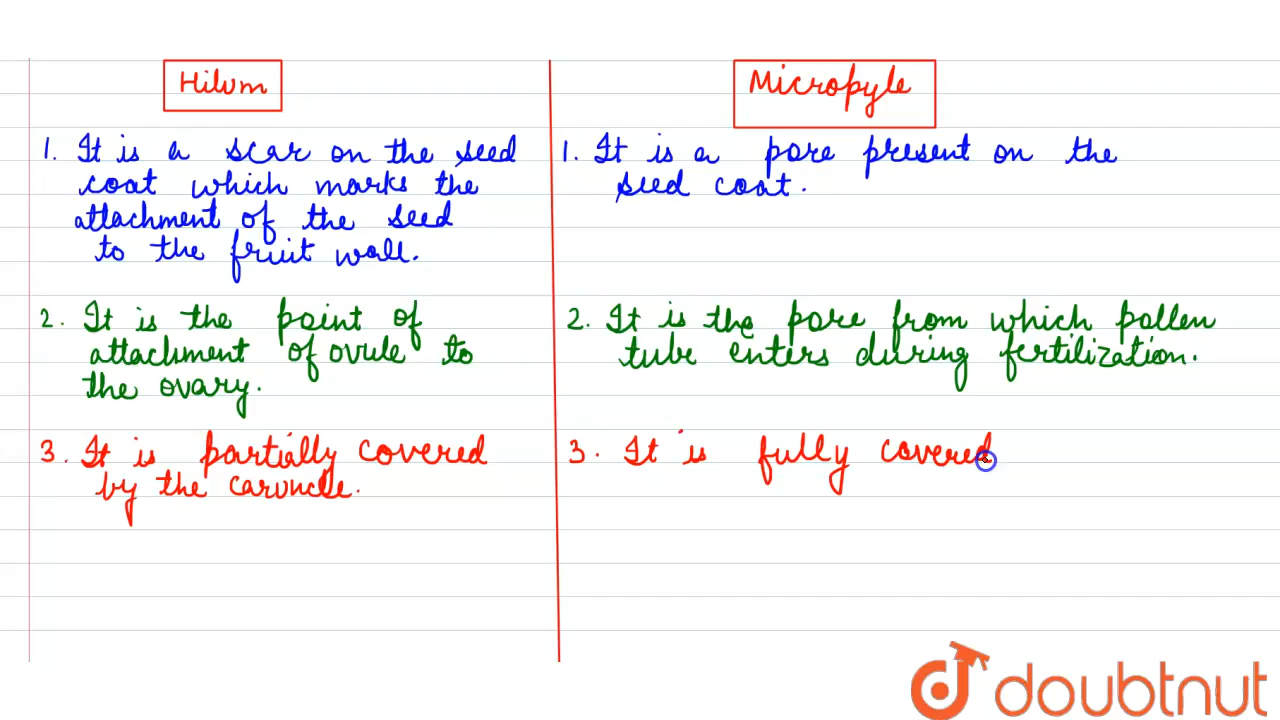 Hilum
1. It is a scar on the seed
coat which marks the
attachment of the seed
to the fruit wall.
2. It is the point of
attachment of ovule to
the ovary.
3. It is partially covered
by the caruncle.
Micropyle
1. It is a pore present on the
seed coat.
2. It is the pore from which pollen
tube enters during fertilization.
3. It is fully covered
doubtnut